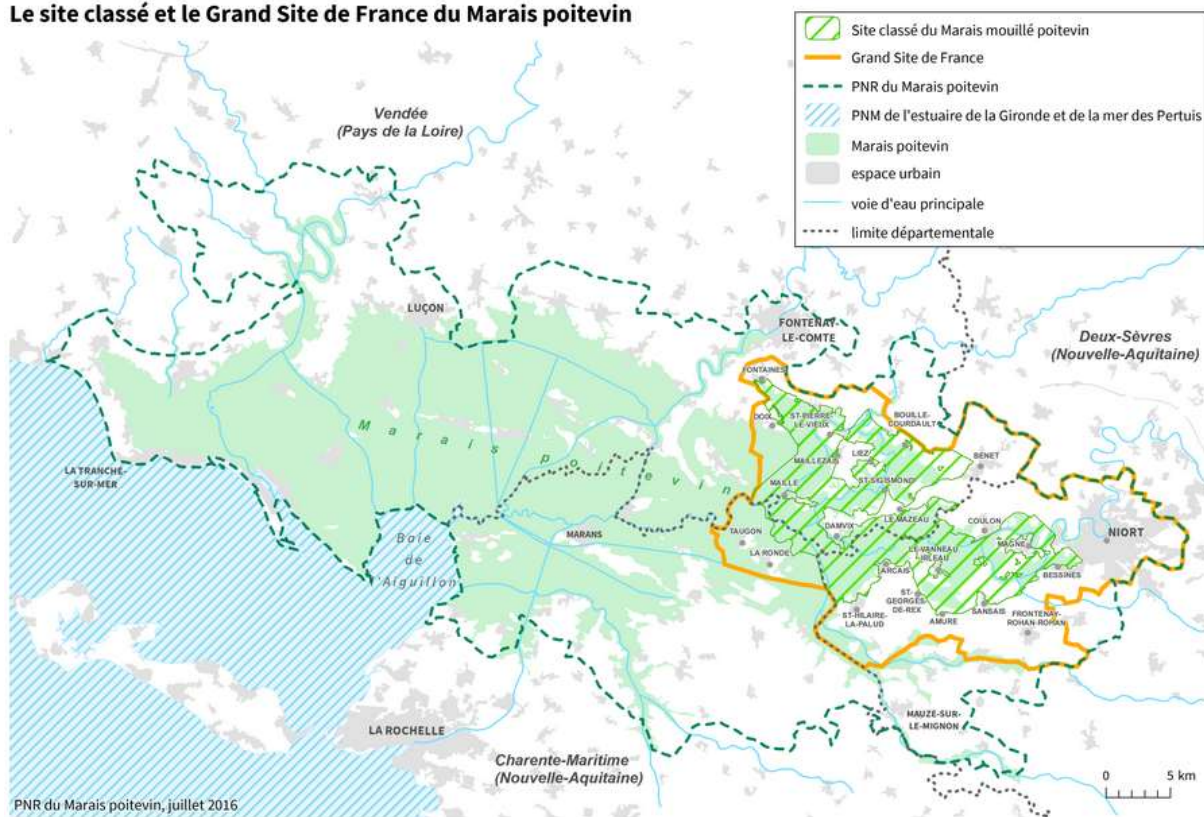 Le site classé et le Grand Site de France du Marais poitevin
Site classé du Marais mouillé poitevin
Grand Site de France
PNR du Marais poitevin
PNM de l'estuaire de la Gironde et de la mer des Pertuis
Marais poitevin
espace urbain
voie d'eau principale
limite départementale
Vendée
(Pays de la Loire)
LUÇON
FONTENAY-
LE-COMTE
Deux-Sèvres
(Nouvelle-Aquitaine)
FONTAINES
DOIX
ST-PIERRE-
LE-VIEUX
BOUILLE-
COURDAULT
MAILLEZAIS
LIEZ
BENET
LA TRANCHE-
SUR-MER
Marais poitevin
MAILLE
ST-SIGISMOND
LE MAZEAU
TAUGON
DAMVIX
COULON
NIORT
MARANS
MAGNE
Baie
de
l'Aiguillon
LA RONDE
LE-VANNEAU
-IRLEAU
ARCAIS
BESSINES
ST-
GEORGES
DE-REX
ST-HILAIRE-
LA-PALUD
AMURE
SANSAIS
FRONTENAY-
ROHAN-ROHAN
LA ROCHELLE
MAUZE-SUR-
LE-MIGNON
Charente-Maritime
(Nouvelle-Aquitaine)
0 5 km
PNR du Marais poitevin, juillet 2016